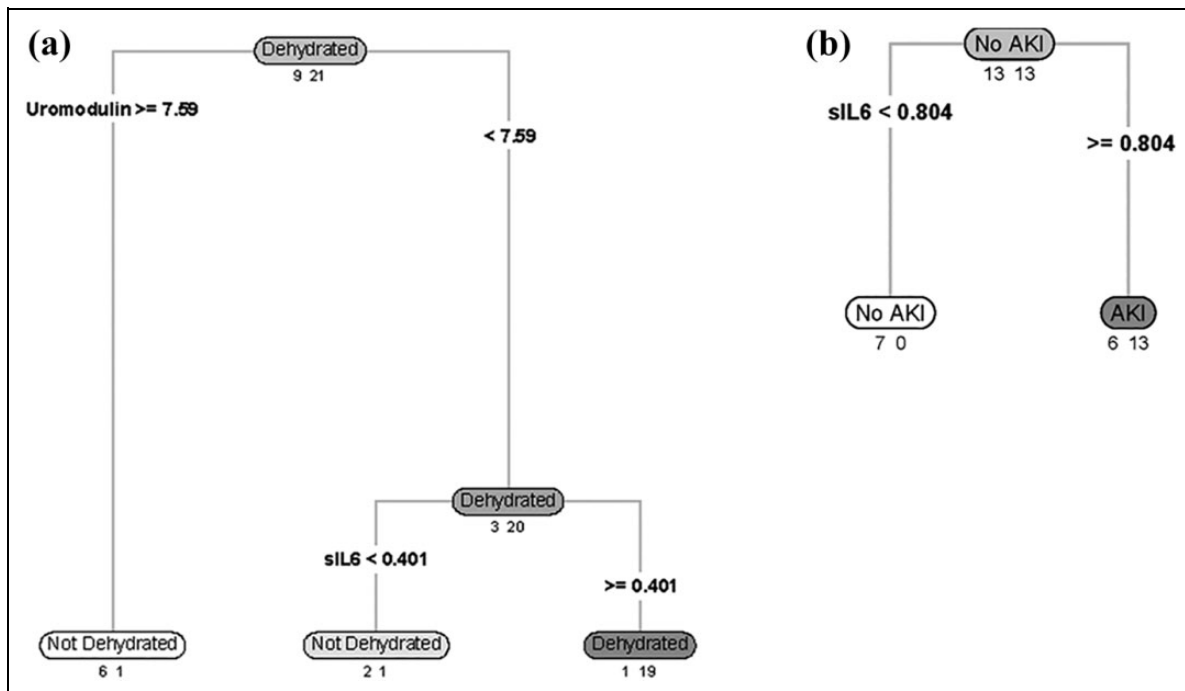 (a)
Dehydrated
9 21
Uromodulin >= 7.59
< 7.59
Dehydrated
3 20
sIL6 < 0.401
>= 0.401
Not Dehydrated
6 1
Not Dehydrated
2 1
Dehydrated
1 19
(b)
No AKI
13 13
sIL6 < 0.804
>= 0.804
No AKI
7 0
AKI
6 13